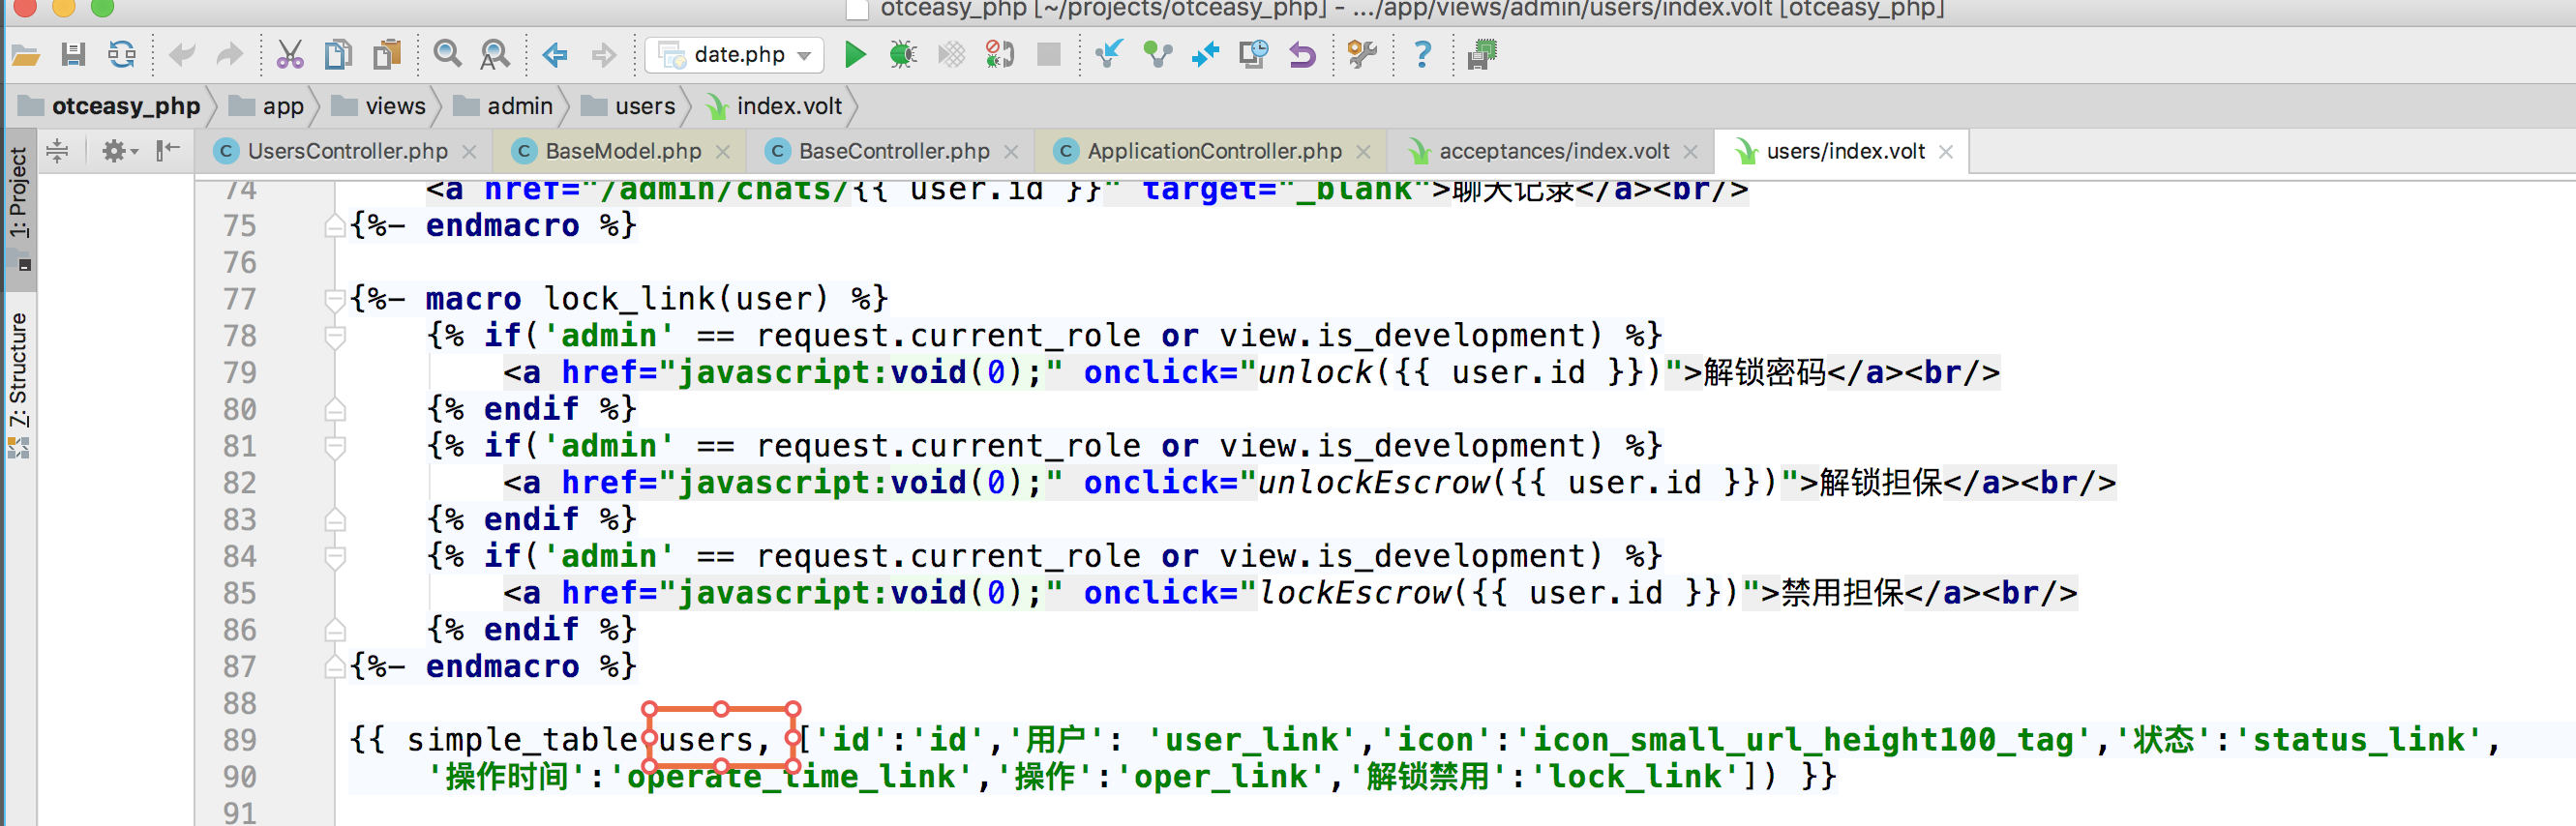 otceasy_php [~/projects/otceasy_php] - .../app/views/admin/users/index.volt [otceasy_php]
date.php
otceasy_php app views admin users index.volt
1: Project
7: Structure
UsersController.php BaseModel.php BaseController.php ApplicationController.php acceptances/index.volt users/index.volt
74 <a href="/admin/chats/{{ user.id }}" target="_blank">聊天记录</a><br/>
75 {%- endmacro %}
76
77 {%- macro lock_link(user) %}
78 {% if('admin' == request.current_role or view.is_development) %}
79 <a href="javascript:void(0);" onclick="unlock({{ user.id }})">解锁密码</a><br/>
80 {% endif %}
81 {% if('admin' == request.current_role or view.is_development) %}
82 <a href="javascript:void(0);" onclick="unlockEscrow({{ user.id }})">解锁担保</a><br/>
83 {% endif %}
84 {% if('admin' == request.current_role or view.is_development) %}
85 <a href="javascript:void(0);" onclick="lockEscrow({{ user.id }})">禁用担保</a><br/>
86 {% endif %}
87 {%- endmacro %}
88
89 {{ simple_table users, ['id':'id','用户': 'user_link','icon':'icon_small_url_height100_tag','状态':'status_link',
90 '操作时间':'operate_time_link','操作':'oper_link','解锁禁用':'lock_link']) }}
91